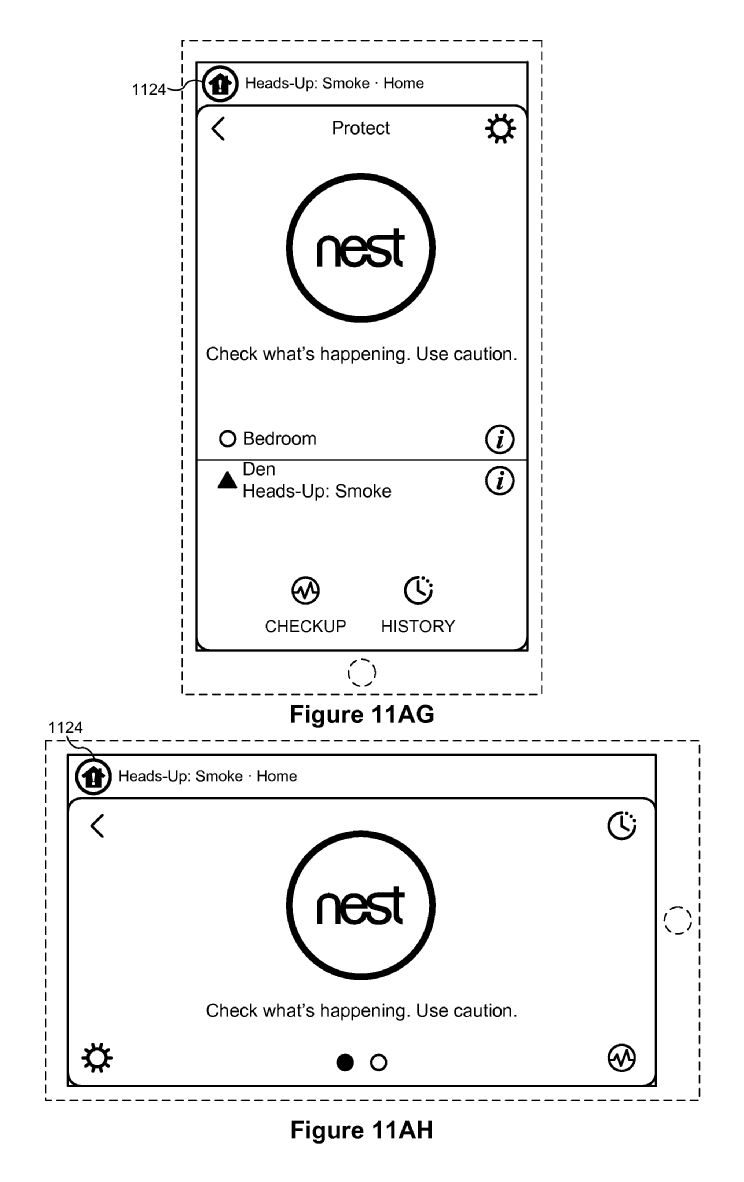 1124
Heads-Up: Smoke · Home
Protect
nest
Check what's happening. Use caution.
Bedroom
i
Den
Heads-Up: Smoke
i
CHECKUP HISTORY
Figure 11AG
1124
Heads-Up: Smoke · Home
nest
Check what's happening. Use caution.
Figure 11AH